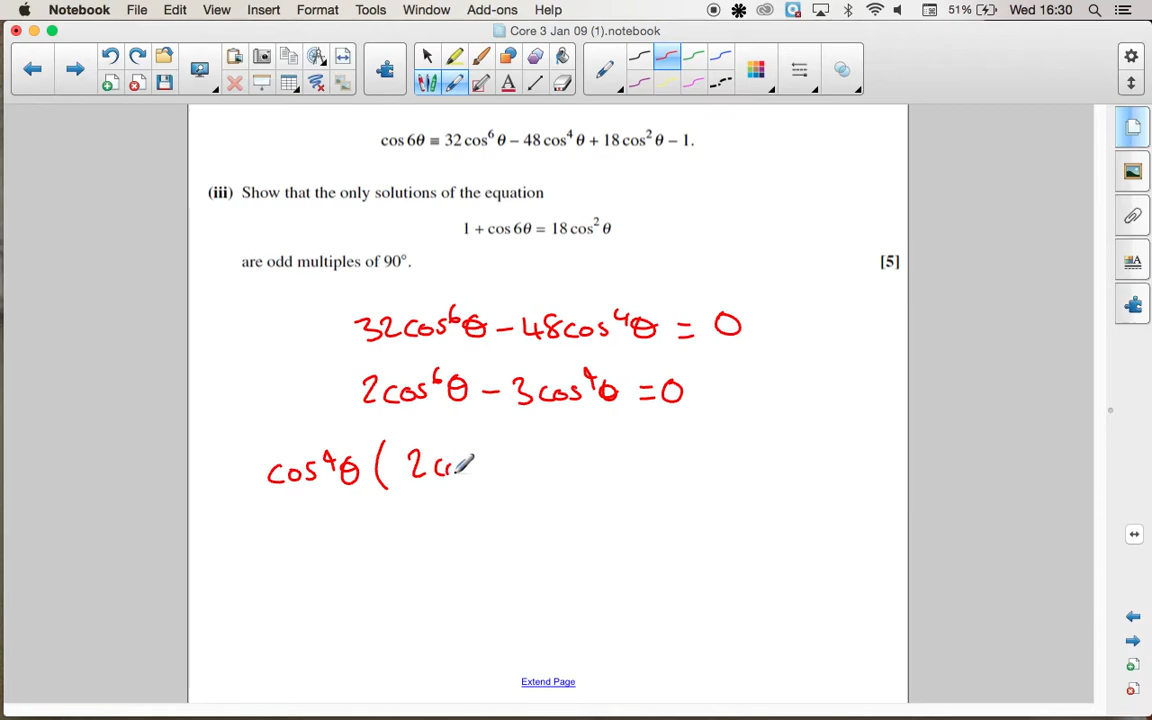 Notebook File Edit View Insert Format Tools Window Add-ons Help 51% Wed 16:30
Core 3 Jan 09 (1).notebook
cos 6θ ≡ 32 cos⁶ θ − 48 cos⁴ θ + 18 cos² θ − 1.
(iii) Show that the only solutions of the equation
1 + cos 6θ = 18 cos² θ
are odd multiples of 90°. [5]
32cos⁶θ − 48cos⁴θ = 0
2cos⁶θ − 3cos⁴θ = 0
cos⁴θ ( 2co
Extend Page